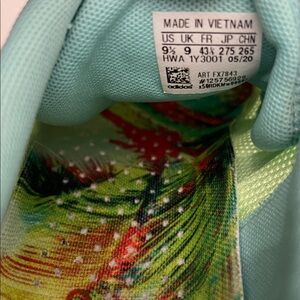 MADE IN VIETNAM
US UK FR JP CHN
9½ 9 43⅓ 275 265
HWA 1Y3001 05/20
ART FX7843
adidas